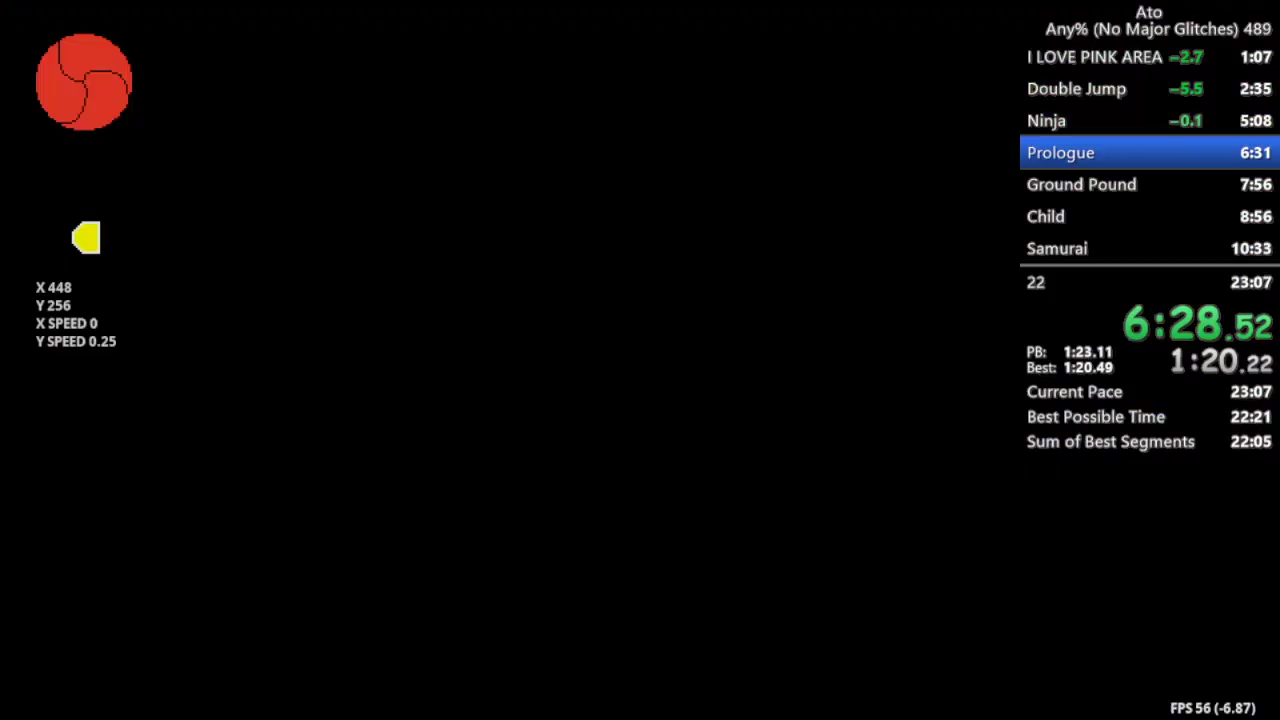 Ato
Any% (No Major Glitches) 489
I LOVE PINK AREA -2.7 1:07
Double Jump -5.5 2:35
Ninja -0.1 5:08
Prologue 6:31
Ground Pound 7:56
Child 8:56
Samurai 10:33
22 23:07
6:28.52
PB: 1:23.11
Best: 1:20.49
1:20.22
Current Pace 23:07
Best Possible Time 22:21
Sum of Best Segments 22:05
X 448
Y 256
X SPEED 0
Y SPEED 0.25
FPS 56 (-6.87)